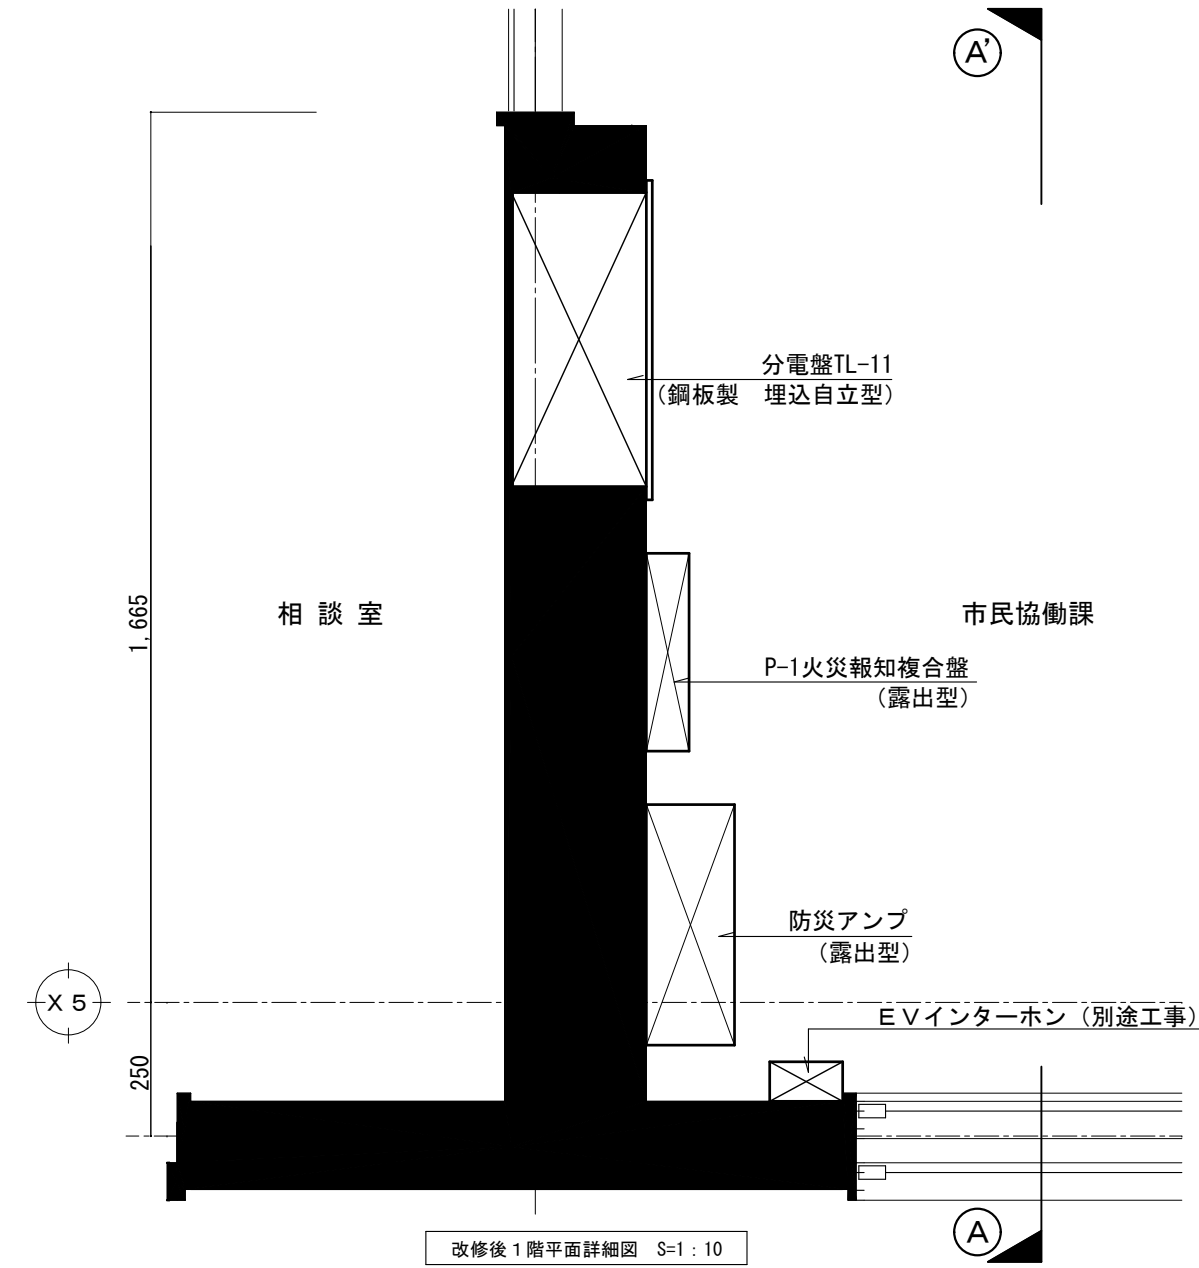 A'
分電盤TL-11
(鋼板製　埋込自立型)
1,665
相 談 室
市民協働課
P-1火災報知複合盤
(露出型)
防災アンプ
(露出型)
X 5
EVインターホン（別途工事）
250
A
改修後１階平面詳細図　S=1：10